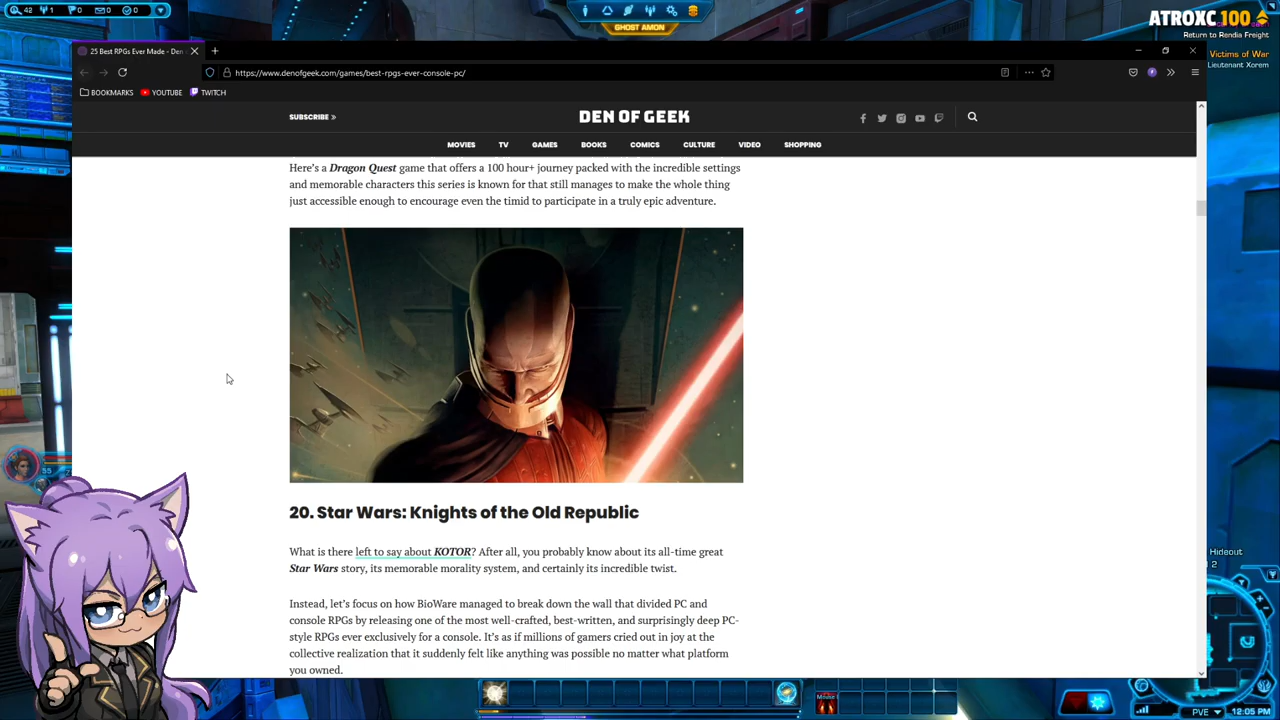 42 1 0 0 0
GHOST AMON
ATROXC 100
Return to Rendia Freight
Victims of War
Lieutenant Xorem
25 Best RPGs Ever Made - Den
https://www.denofgeek.com/games/best-rpgs-ever-console-pc/
BOOKMARKS YOUTUBE TWITCH
SUBSCRIBE
DEN OF GEEK
MOVIES TV GAMES BOOKS COMICS CULTURE VIDEO SHOPPING
Here's a Dragon Quest game that offers a 100 hour+ journey packed with the incredible settings
and memorable characters this series is known for that still manages to make the whole thing
just accessible enough to encourage even the timid to participate in a truly epic adventure.
20. Star Wars: Knights of the Old Republic
What is there left to say about KOTOR? After all, you probably know about its all-time great
Star Wars story, its memorable morality system, and certainly its incredible twist.
Instead, let's focus on how BioWare managed to break down the wall that divided PC and
console RPGs by releasing one of the most well-crafted, best-written, and surprisingly deep PC-
style RPGs ever exclusively for a console. It's as if millions of gamers cried out in joy at the
collective realization that it suddenly felt like anything was possible no matter what platform
you owned.
55
Hideout
2
PVE 12:05 PM